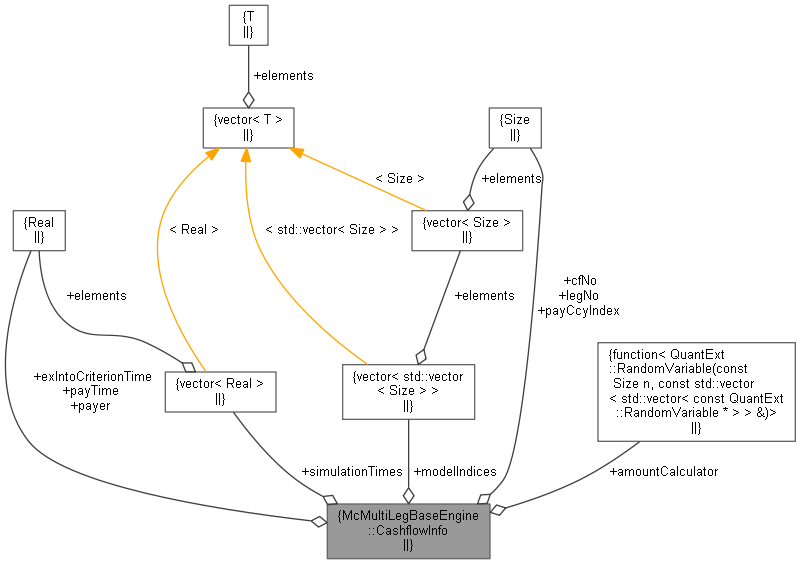 {T
||}
+elements
{vector< T >
||}
{Size
||}
< Size >
+elements
{Real
||}
< Real >
< std::vector< Size > >
{vector< Size >
||}
+cfNo
+legNo
+payCcyIndex
+elements
+elements
+exIntoCriterionTime
+payTime
+payer
{vector< Real >
||}
{vector< std::vector
< Size > >
||}
{function< QuantExt
::RandomVariable(const
Size n, const std::vector
< std::vector< const QuantExt
::RandomVariable * > > &)>
||}
+simulationTimes
+modelIndices
+amountCalculator
{McMultiLegBaseEngine
::CashflowInfo
||}